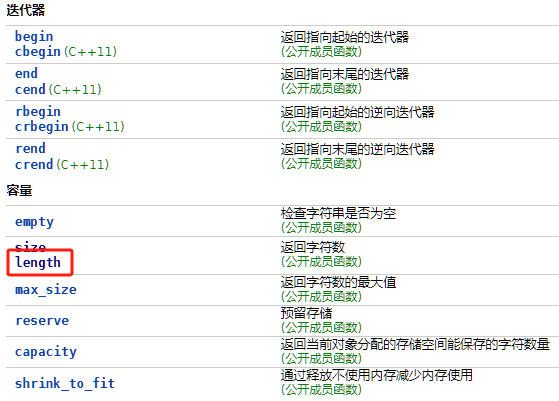 迭代器
begin 返回指向起始的迭代器
cbegin (C++11) (公开成员函数)
end 返回指向末尾的迭代器
cend (C++11) (公开成员函数)
rbegin 返回指向起始的逆向迭代器
crbegin (C++11) (公开成员函数)
rend 返回指向末尾的逆向迭代器
crend (C++11) (公开成员函数)
容量
empty 检查字符串是否为空
(公开成员函数)
size 返回字符数
length (公开成员函数)
max_size 返回字符数的最大值
(公开成员函数)
reserve 预留存储
(公开成员函数)
capacity 返回当前对象分配的存储空间能保存的字符数量
(公开成员函数)
shrink_to_fit 通过释放不使用内存减少内存使用
(公开成员函数)